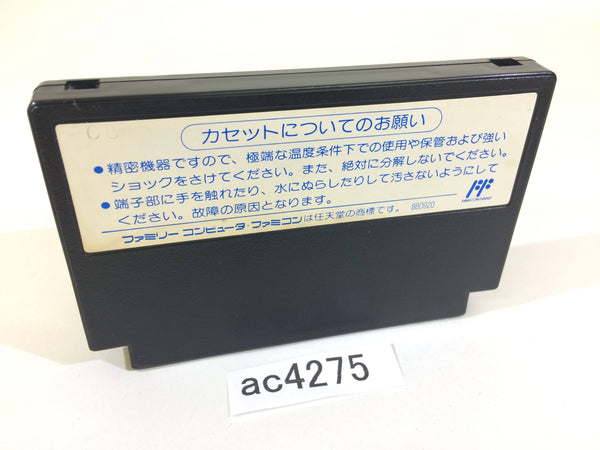 カセットについてのお願い
●精密機器ですので、極端な温度条件下での使用や保管および強い
ショックをさけてください。また、絶対に分解しないでください。
●端子部に手を触れたり、水にぬらしたりして汚さないようにして
ください。故障の原因となります。
ファミリー コンピュータ・ファミコンは任天堂の商標です。 880920
ac4275